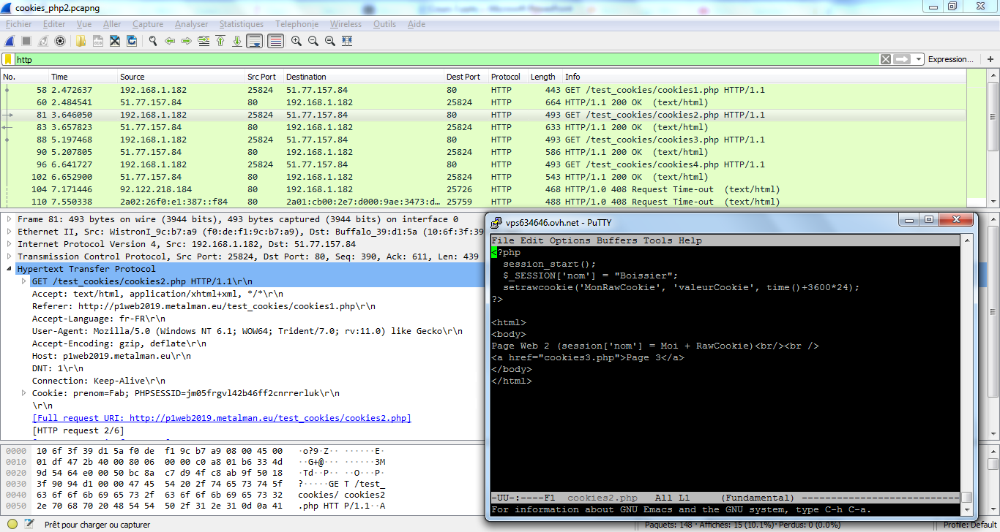 cookies_php2.pcapng
Fichier Editer Vue Aller Capture Analyser Statistiques Telephonie Wireless Outils Aide
http
Expression... +
No. Time Source Src Port Destination Dest Port Protocol Length Info
58 2.472637 192.168.1.182 25824 51.77.157.84 80 HTTP 443 GET /test_cookies/cookies1.php HTTP/1.1
60 2.484541 51.77.157.84 80 192.168.1.182 25824 HTTP 664 HTTP/1.1 200 OK (text/html)
81 3.646050 192.168.1.182 25824 51.77.157.84 80 HTTP 493 GET /test_cookies/cookies2.php HTTP/1.1
83 3.657823 51.77.157.84 80 192.168.1.182 25824 HTTP 633 HTTP/1.1 200 OK (text/html)
88 5.197468 192.168.1.182 25824 51.77.157.84 80 HTTP 493 GET /test_cookies/cookies3.php HTTP/1.1
90 5.207805 51.77.157.84 80 192.168.1.182 25824 HTTP 586 HTTP/1.1 200 OK (text/html)
96 6.641727 192.168.1.182 25824 51.77.157.84 80 HTTP 493 GET /test_cookies/cookies4.php HTTP/1.1
102 6.652900 51.77.157.84 80 192.168.1.182 25824 HTTP 543 HTTP/1.1 200 OK (text/html)
104 7.171446 92.122.218.184 80 192.168.1.182 25726 HTTP 468 HTTP/1.0 408 Request Time-out (text/html)
110 7.550338 2a02:26f0:e1:387::f84 80 2a01:cb00:2e7:d000:9ae:3473:d… 25759 HTTP 488 HTTP/1.0 408 Request Time-out (text/html)
Frame 81: 493 bytes on wire (3944 bits), 493 bytes captured (3944 bits) on interface 0
Ethernet II, Src: WistronI_9c:b7:a9 (f0:de:f1:9c:b7:a9), Dst: Buffalo_39:d1:5a (10:6f:3f:39
Internet Protocol Version 4, Src: 192.168.1.182, Dst: 51.77.157.84
Transmission Control Protocol, Src Port: 25824, Dst Port: 80, Seq: 390, Ack: 611, Len: 439
Hypertext Transfer Protocol
GET /test_cookies/cookies2.php HTTP/1.1\r\n
Accept: text/html, application/xhtml+xml, */*\r\n
Referer: http://p1web2019.metalman.eu/test_cookies/cookies1.php\r\n
Accept-Language: fr-FR\r\n
User-Agent: Mozilla/5.0 (Windows NT 6.1; WOW64; Trident/7.0; rv:11.0) like Gecko\r\n
Accept-Encoding: gzip, deflate\r\n
Host: p1web2019.metalman.eu\r\n
DNT: 1\r\n
Connection: Keep-Alive\r\n
Cookie: prenom=Fab; PHPSESSID=jm05frgvl42b46ff2cnrrerluk\r\n
\r\n
[Full request URI: http://p1web2019.metalman.eu/test_cookies/cookies2.php]
[HTTP request 2/6]
0000 10 6f 3f 39 d1 5a f0 de f1 9c b7 a9 08 00 45 00 ·o?9·Z·· ······E·
0010 01 df 47 2b 40 00 80 06 00 00 c0 a8 01 b6 33 4d ··G+@··· ······3M
0020 9d 54 64 e0 00 50 bc 8a c7 d9 4f c8 ab 9f 50 18 ·Td··P·· ··O···P·
0030 3f 90 94 d1 00 00 47 45 54 20 2f 74 65 73 74 5f ?·····GE T /test_
0040 63 6f 6f 6b 69 65 73 2f 63 6f 6f 6b 69 65 73 32 cookies/ cookies2
0050 2e 70 68 70 20 48 54 54 50 2f 31 2e 31 0d 0a 41 .php HTT P/1.1··A
vps634646.ovh.net - PuTTY
File Edit Options Buffers Tools Help
<?php
session_start();
$_SESSION['nom'] = "Boissier";
setrawcookie('MonRawCookie', 'valeurCookie', time()+3600*24);
?>
<html>
<body>
Page Web 2 (session['nom'] = Moi + RawCookie)<br/><br />
<a href="cookies3.php">Page 3</a>
</body>
</html>
-UU-:----F1 cookies2.php All L1 (Fundamental) --------------------------
For information about GNU Emacs and the GNU system, type C-h C-a.
Prêt pour charger ou capturer
Paquets: 148 · Affichés: 15 (10.1%) · Perdus: 0 (0.0%)
Profile: Default